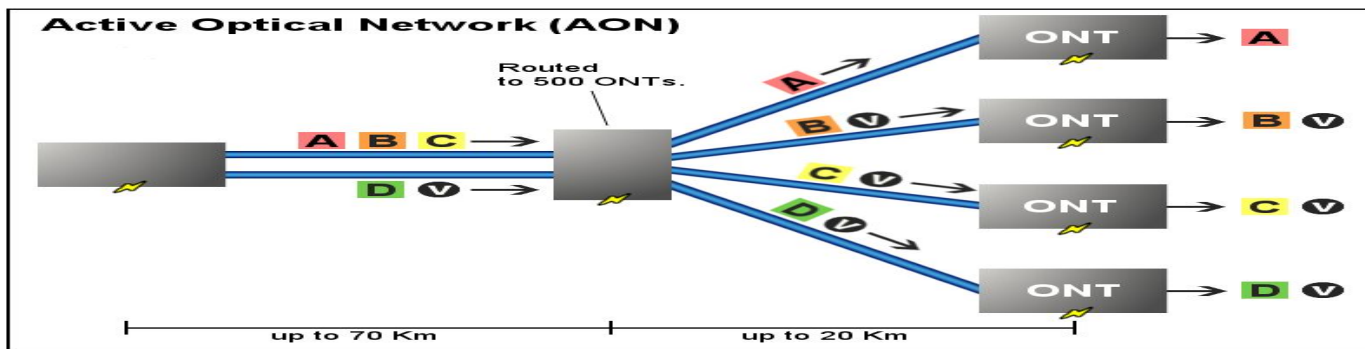 Active Optical Network (AON)
Routed
to 500 ONTs.
A B C
D V
A
B V
C V
D V
ONT
A
ONT
B V
ONT
C V
ONT
D V
up to 70 Km
up to 20 Km